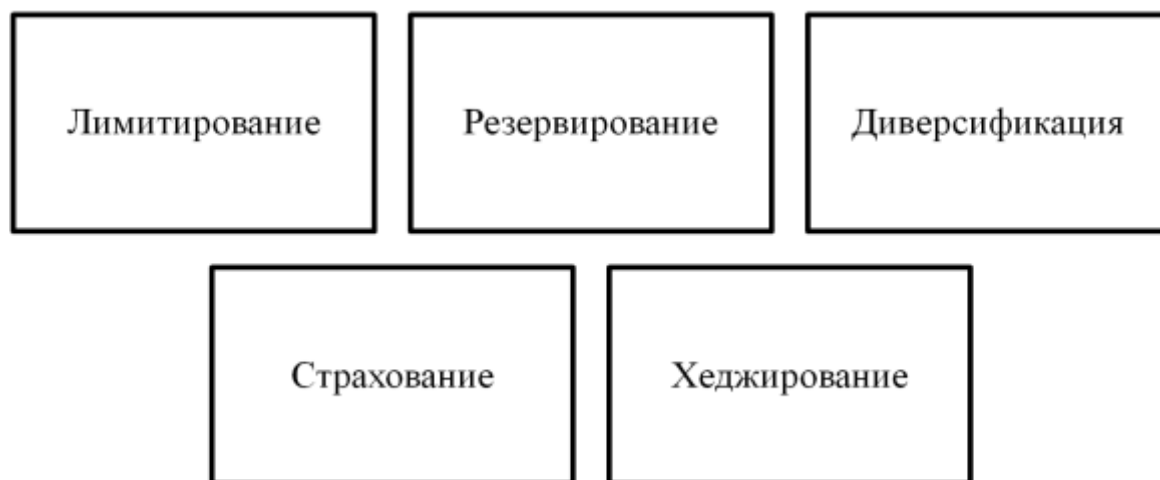 Лимитирование
Резервирование
Диверсификация
Страхование
Хеджирование